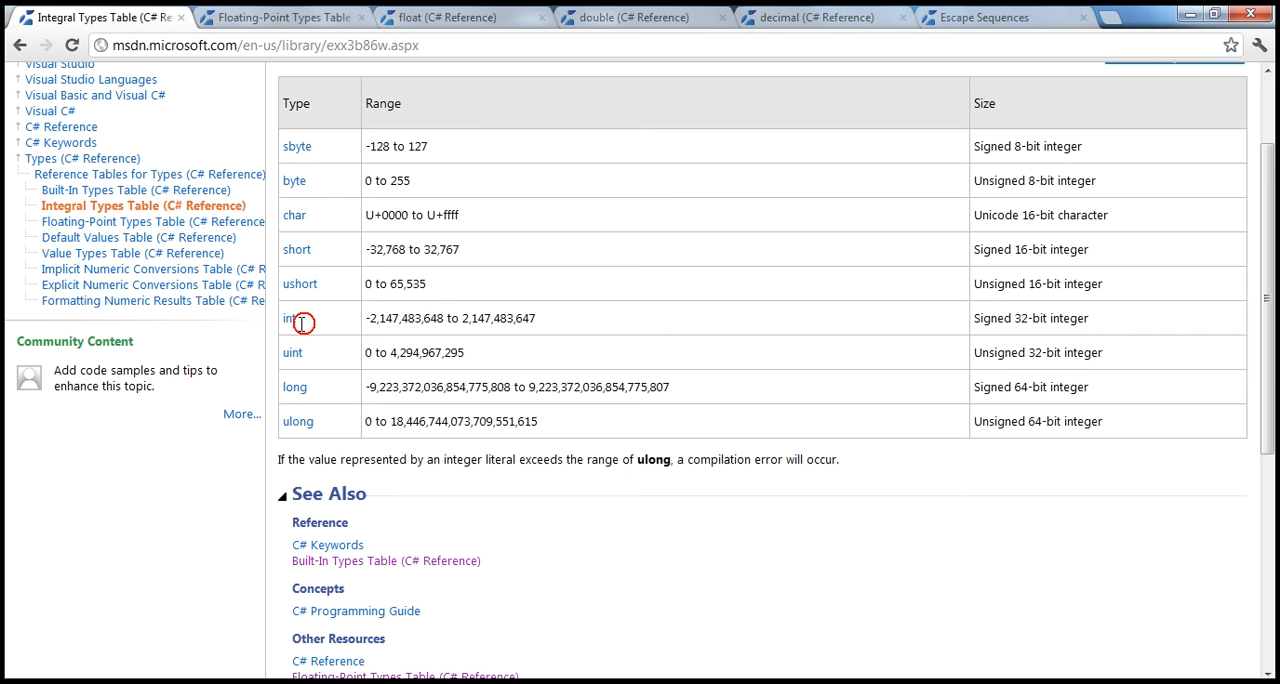 Integral Types Table (C# Re
Floating-Point Types Table
float (C# Reference)
double (C# Reference)
decimal (C# Reference)
Escape Sequences
msdn.microsoft.com/en-us/library/exx3b86w.aspx
Visual Studio
Visual Studio Languages
Visual Basic and Visual C#
Visual C#
C# Reference
C# Keywords
Types (C# Reference)
Reference Tables for Types (C# Reference)
Built-In Types Table (C# Reference)
Integral Types Table (C# Reference)
Floating-Point Types Table (C# Reference
Default Values Table (C# Reference)
Value Types Table (C# Reference)
Implicit Numeric Conversions Table (C# R
Explicit Numeric Conversions Table (C# R
Formatting Numeric Results Table (C# Re
Community Content
Add code samples and tips to
enhance this topic.
More...
Type Range Size
sbyte -128 to 127 Signed 8-bit integer
byte 0 to 255 Unsigned 8-bit integer
char U+0000 to U+ffff Unicode 16-bit character
short -32,768 to 32,767 Signed 16-bit integer
ushort 0 to 65,535 Unsigned 16-bit integer
int -2,147,483,648 to 2,147,483,647 Signed 32-bit integer
uint 0 to 4,294,967,295 Unsigned 32-bit integer
long -9,223,372,036,854,775,808 to 9,223,372,036,854,775,807 Signed 64-bit integer
ulong 0 to 18,446,744,073,709,551,615 Unsigned 64-bit integer
If the value represented by an integer literal exceeds the range of ulong, a compilation error will occur.
See Also
Reference
C# Keywords
Built-In Types Table (C# Reference)
Concepts
C# Programming Guide
Other Resources
C# Reference
Floating-Point Types Table (C# Reference)